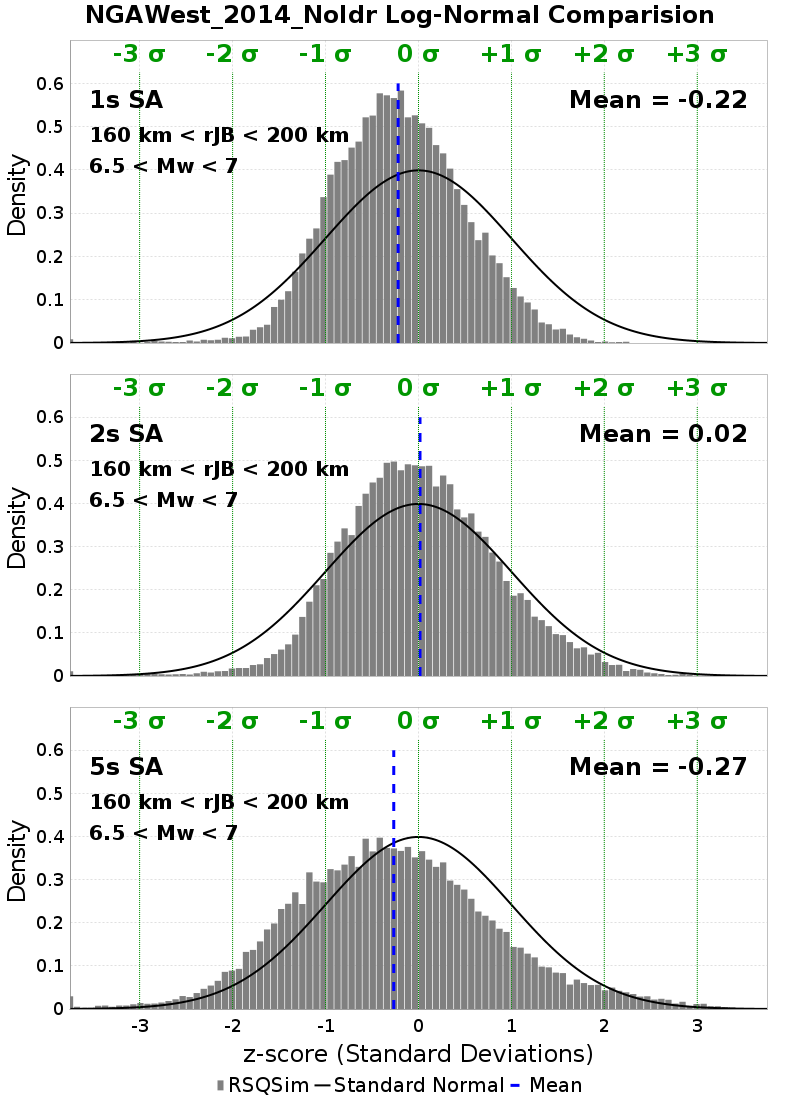 NGAWest_2014_NoIdr Log-Normal Comparision
-3 σ -2 σ -1 σ 0 σ +1 σ +2 σ +3 σ
1s SA Mean = -0.22
160 km < rJB < 200 km
6.5 < Mw < 7
Density
0.6
0.5
0.4
0.3
0.2
0.1
0
-3 σ -2 σ -1 σ 0 σ +1 σ +2 σ +3 σ
2s SA Mean = 0.02
160 km < rJB < 200 km
6.5 < Mw < 7
Density
0.6
0.5
0.4
0.3
0.2
0.1
0
-3 σ -2 σ -1 σ 0 σ +1 σ +2 σ +3 σ
5s SA Mean = -0.27
160 km < rJB < 200 km
6.5 < Mw < 7
Density
0.6
0.5
0.4
0.3
0.2
0.1
0
-3 -2 -1 0 1 2 3
z-score (Standard Deviations)
RSQSim Standard Normal Mean